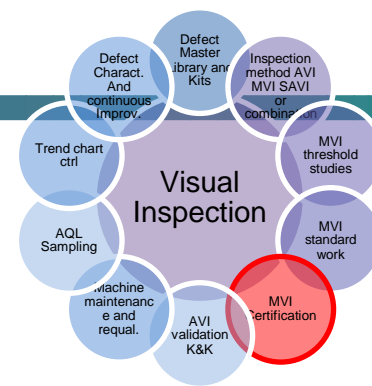 Defect
Master
Library and
Kits
Inspection
method AVI
MVI SAVI
or
combination
MVI
threshold
studies
MVI
standard
work
MVI
Certification
AVI
validation
K&K
Machine
maintenanc
e and
requal.
AQL
Sampling
Trend chart
ctrl
Defect
Charact.
And
continuous
Improv.
Visual
Inspection